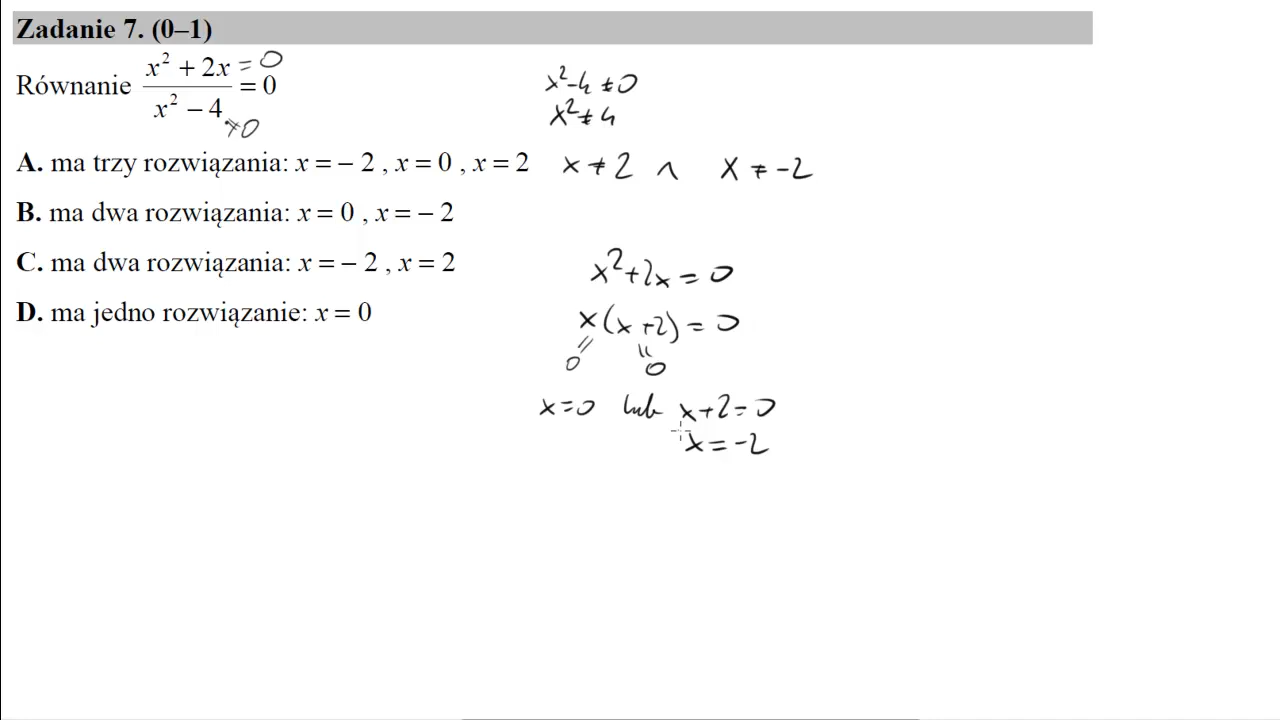 Zadanie 7. (0–1)
x² + 2x = 0
Równanie = 0
x² − 4 ≠0
x²-4 ≠0
x² ≠ 4
A. ma trzy rozwiązania: x = − 2 , x = 0 , x = 2
x ≠ 2 ∧ x ≠ -2
B. ma dwa rozwiązania: x = 0 , x = − 2
C. ma dwa rozwiązania: x = − 2 , x = 2
D. ma jedno rozwiązanie: x = 0
x²+2x = 0
x(x+2) = 0
= =
0 0
x=0 lub x+2=0
x = -2